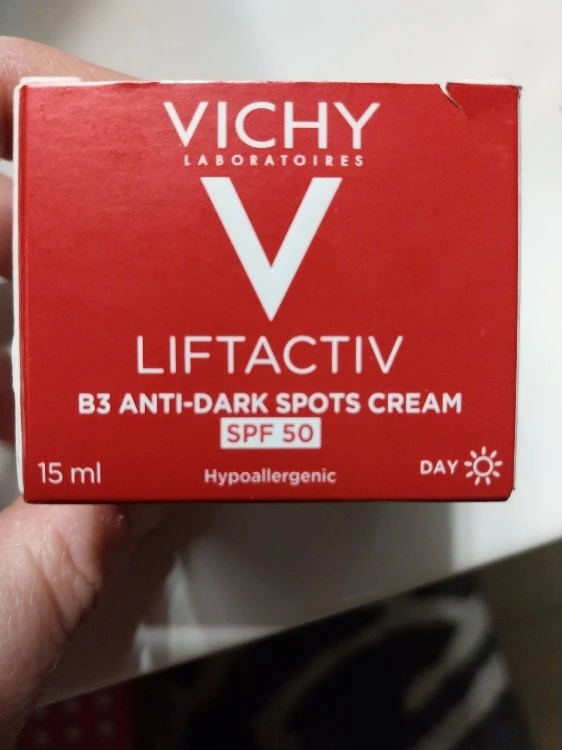 VICHY
LABORATOIRES
V
LIFTACTIV
B3 ANTI-DARK SPOTS CREAM
SPF 50
15 ml
Hypoallergenic
DAY